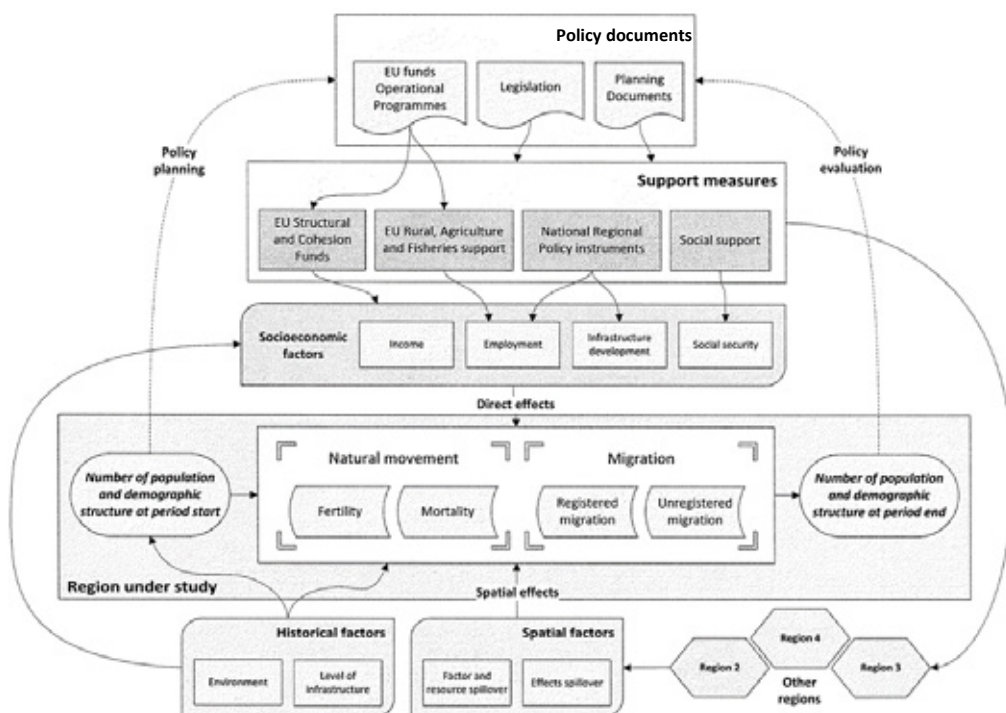 Policy documents
EU funds
Operational
Programmes
Legislation
Planning
Documents
Policy
planning
Policy
evaluation
Support measures
EU Structural
and Cohesion
Funds
EU Rural, Agriculture
and Fisheries support
National Regional
Policy instruments
Social support
Socioeconomic
factors
Income
Employment
Infrastructure
development
Social security
Direct effects
Number of population
and demographic
structure at period start
Natural movement
Fertility
Mortality
Migration
Registered
migration
Unregistered
migration
Number of population
and demographic
structure at period end
Region under study
Spatial effects
Historical factors
Environment
Level of
infrastructure
Spatial factors
Factor and
resource spillover
Effects spillover
Region 2
Region 4
Region 3
Other
regions